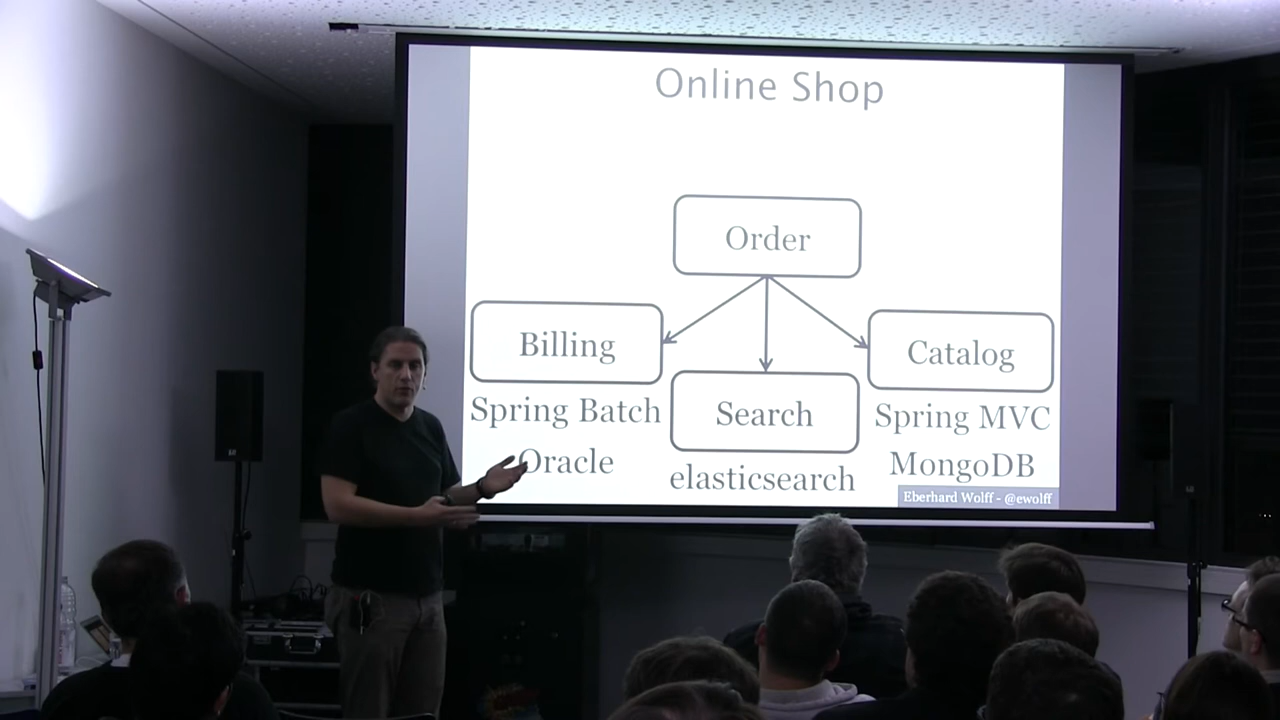 Online Shop
Order
Billing
Search
Catalog
Spring Batch
Oracle
elasticsearch
Spring MVC
MongoDB
Eberhard Wolff - @ewolff